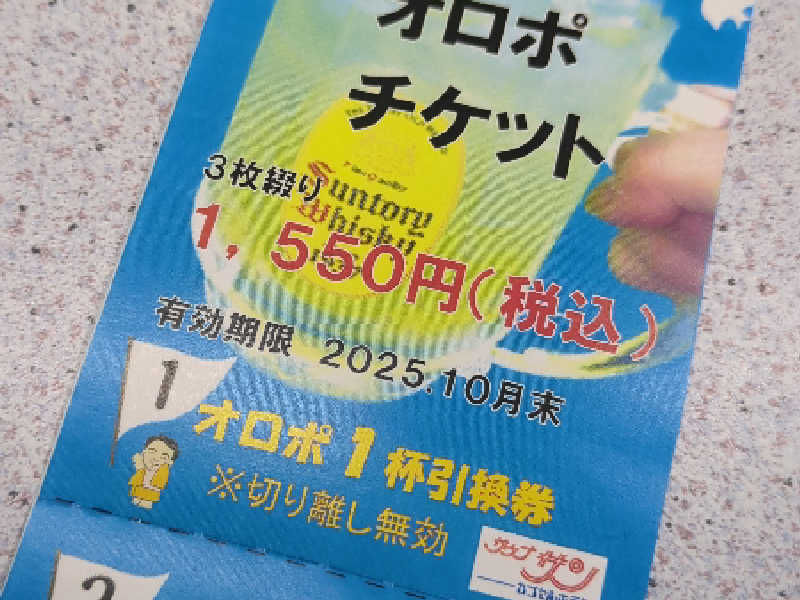 オロポ
チケット
3枚綴り
Suntory
Whisky
1,550円(税込)
有効期限 2025.10月末
1
オロポ1杯引換券
※切り離し無効
2